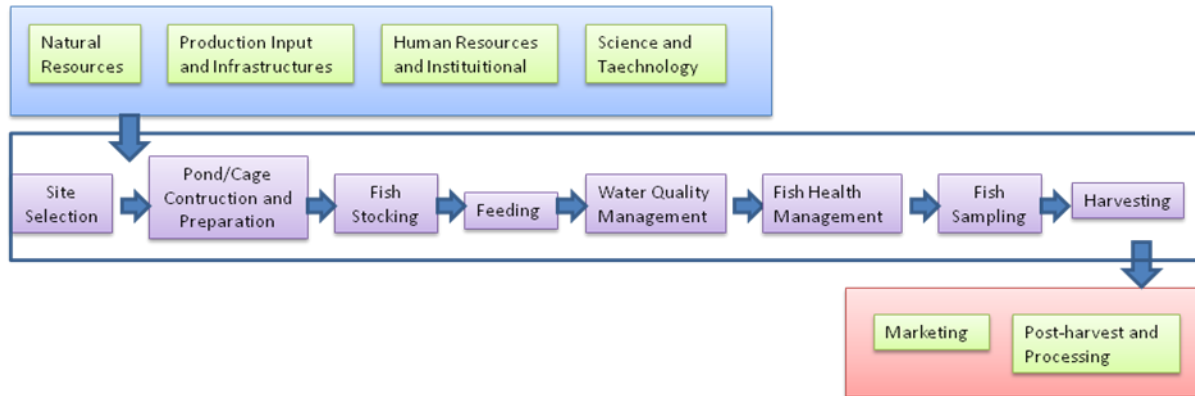 Natural
Resources
Production Input
and Infrastructures
Human Resources
and Instituitional
Science and
Taechnology
Site
Selection
Pond/Cage
Contruction and
Preparation
Fish
Stocking
Feeding
Water Quality
Management
Fish Health
Management
Fish
Sampling
Harvesting
Marketing
Post-harvest and
Processing